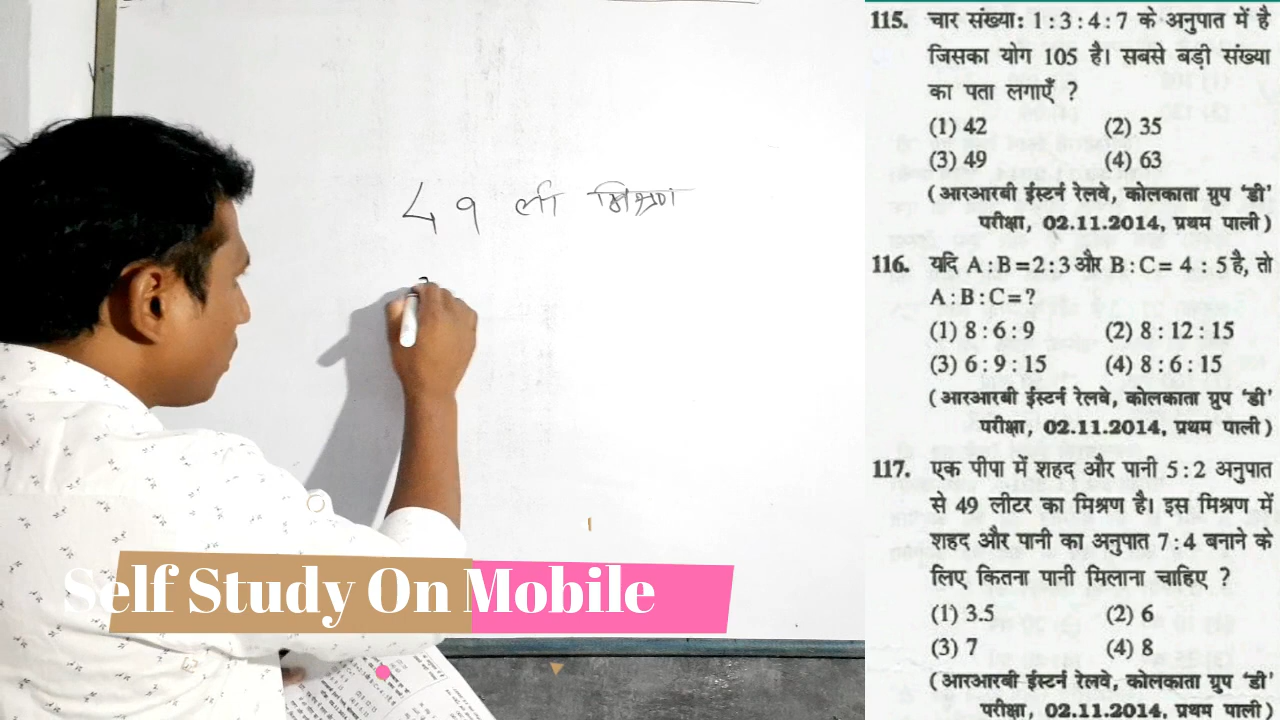 49 ली मिश्रण
Self Study On Mobile
115. चार संख्या: 1 : 3 : 4 : 7 के अनुपात में है
जिसका योग 105 है। सबसे बड़ी संख्या
का पता लगाएँ ?
(1) 42 (2) 35
(3) 49 (4) 63
(आरआरबी ईस्टर्न रेलवे, कोलकाता ग्रुप ‘डी’
परीक्षा, 02.11.2014, प्रथम पाली)
116. यदि A : B = 2 : 3 और B : C = 4 : 5 है, तो
A : B : C = ?
(1) 8 : 6 : 9 (2) 8 : 12 : 15
(3) 6 : 9 : 15 (4) 8 : 6 : 15
(आरआरबी ईस्टर्न रेलवे, कोलकाता ग्रुप ‘डी’
परीक्षा, 02.11.2014, प्रथम पाली)
117. एक पीपा में शहद और पानी 5 : 2 अनुपात
से 49 लीटर का मिश्रण है। इस मिश्रण में
शहद और पानी का अनुपात 7 : 4 बनाने के
लिए कितना पानी मिलाना चाहिए ?
(1) 3.5 (2) 6
(3) 7 (4) 8
(आरआरबी ईस्टर्न रेलवे, कोलकाता ग्रुप ‘डी’
परीक्षा, 02.11.2014, प्रथम पाली)